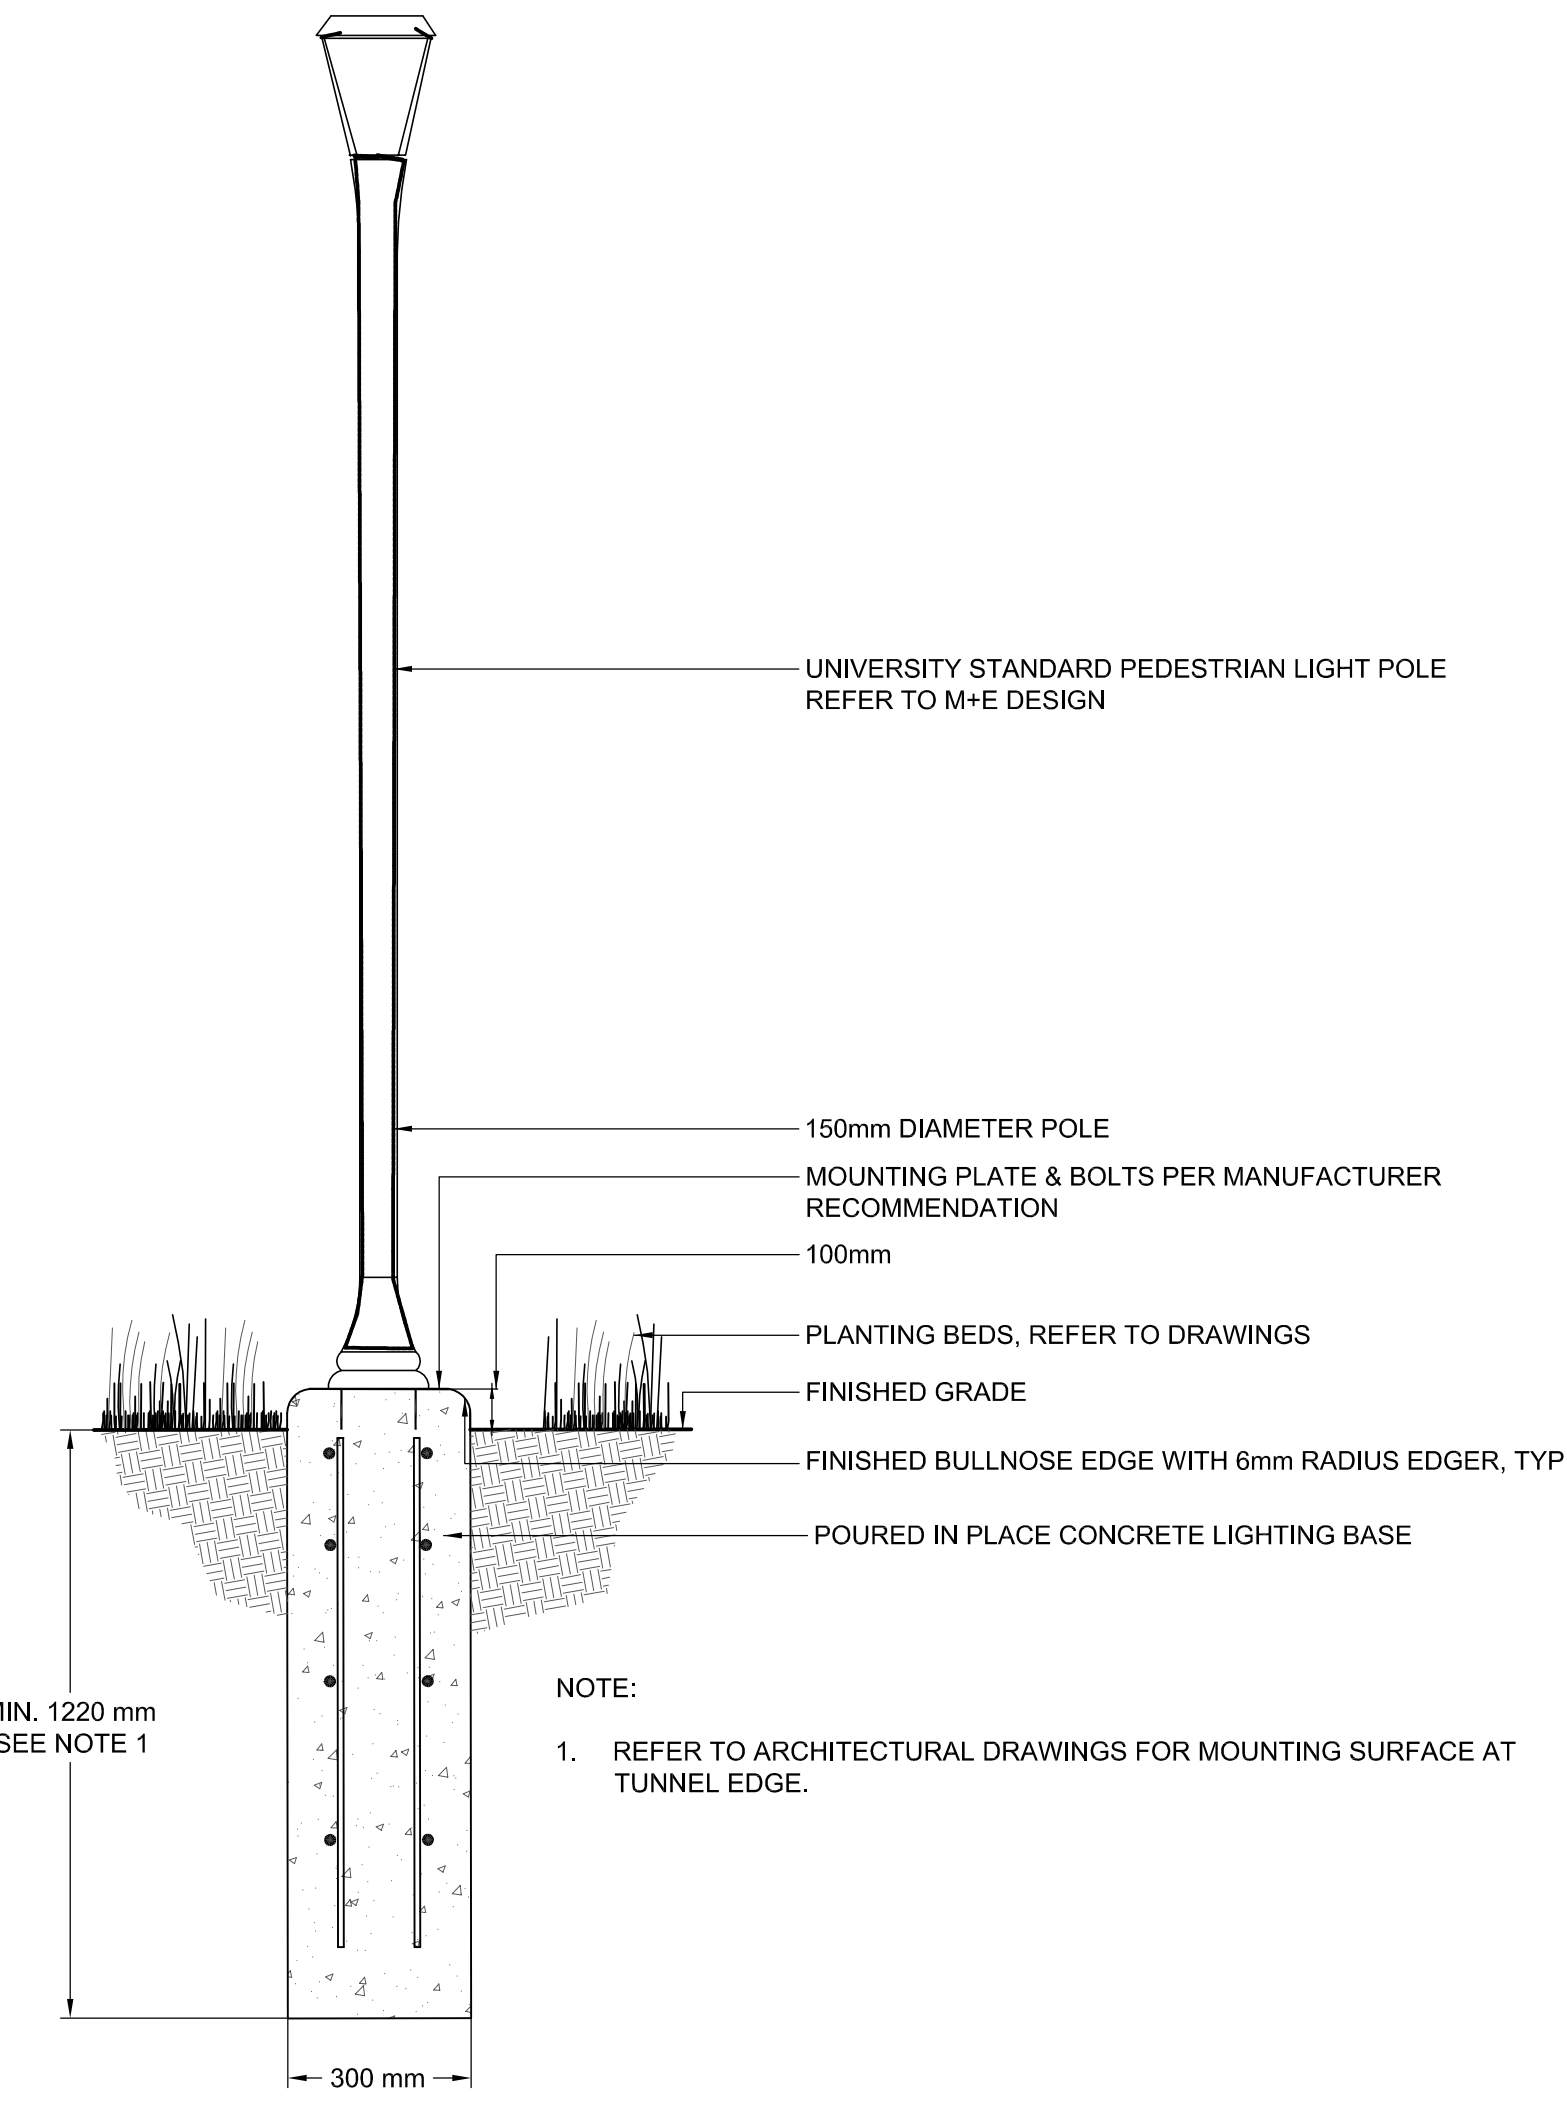 UNIVERSITY STANDARD PEDESTRIAN LIGHT POLE
REFER TO M+E DESIGN
150mm DIAMETER POLE
MOUNTING PLATE & BOLTS PER MANUFACTURER
RECOMMENDATION
100mm
PLANTING BEDS, REFER TO DRAWINGS
FINISHED GRADE
FINISHED BULLNOSE EDGE WITH 6mm RADIUS EDGER, TYP
POURED IN PLACE CONCRETE LIGHTING BASE
MIN. 1220 mm
SEE NOTE 1
NOTE:
1. REFER TO ARCHITECTURAL DRAWINGS FOR MOUNTING SURFACE AT
TUNNEL EDGE.
300 mm